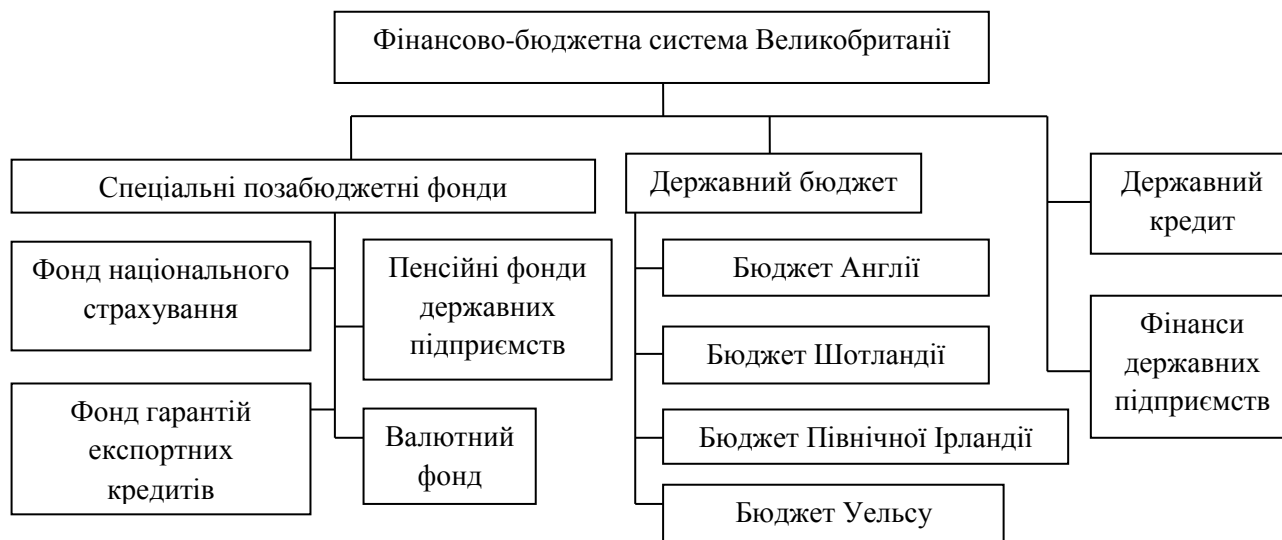 Фінансово-бюджетна система Великобританії
Спеціальні позабюджетні фонди
Державний бюджет
Державний
кредит
Фонд національного
страхування
Пенсійні фонди
державних
підприємств
Бюджет Англії
Фінанси
державних
підприємств
Бюджет Шотландії
Фонд гарантій
експортних
кредитів
Валютний
фонд
Бюджет Північної Ірландії
Бюджет Уельсу